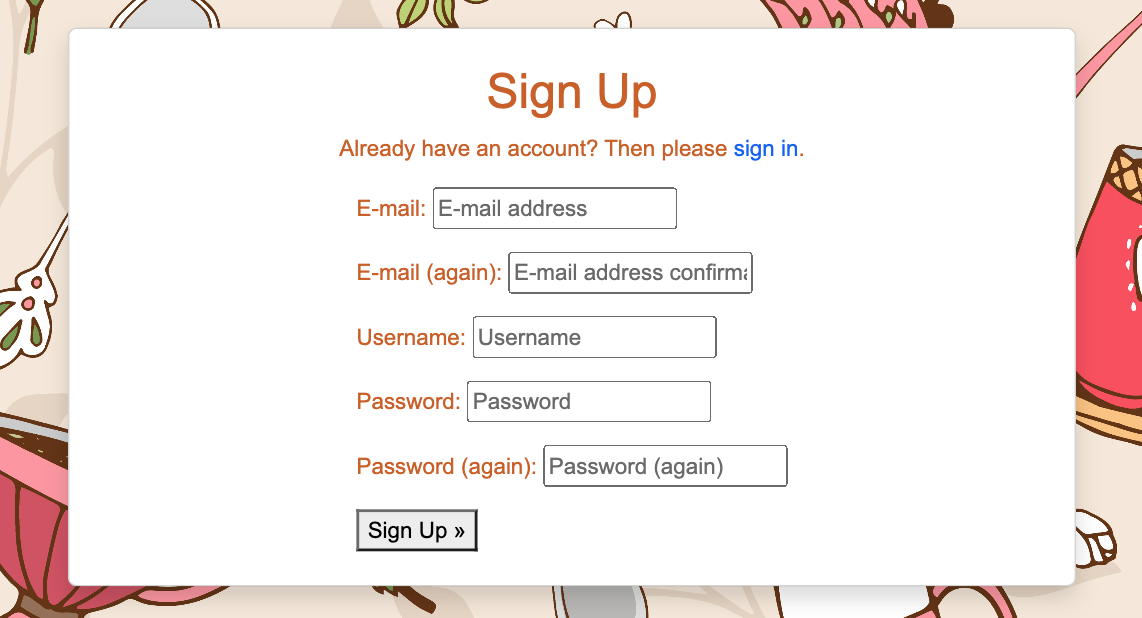 Sign Up
Already have an account? Then please sign in.
E-mail: E-mail address
E-mail (again): E-mail address confirma
Username: Username
Password: Password
Password (again): Password (again)
Sign Up »